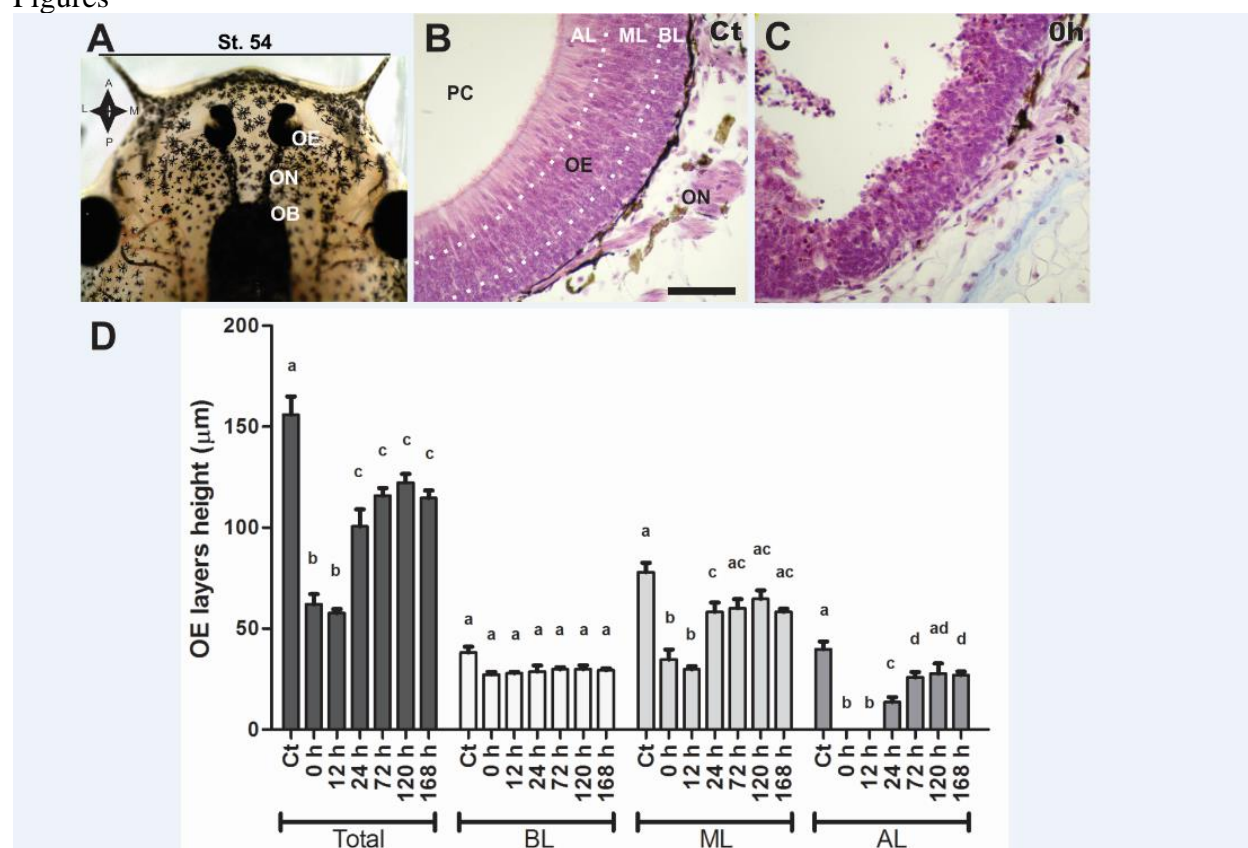 Figures
A
St. 54
A
L
M
P
OE
ON
OB
B
AL ML BL Ct
PC
OE
ON
C
0h
D
OE layers height (μm)
200
150
100
50
0
a b b c c c c
a a a a a a a
a b b c ac ac ac
a b b c d ad d
Ct 0 h 12 h 24 h 72 h 120 h 168 h
Ct 0 h 12 h 24 h 72 h 120 h 168 h
Ct 0 h 12 h 24 h 72 h 120 h 168 h
Ct 0 h 12 h 24 h 72 h 120 h 168 h
Total BL ML AL